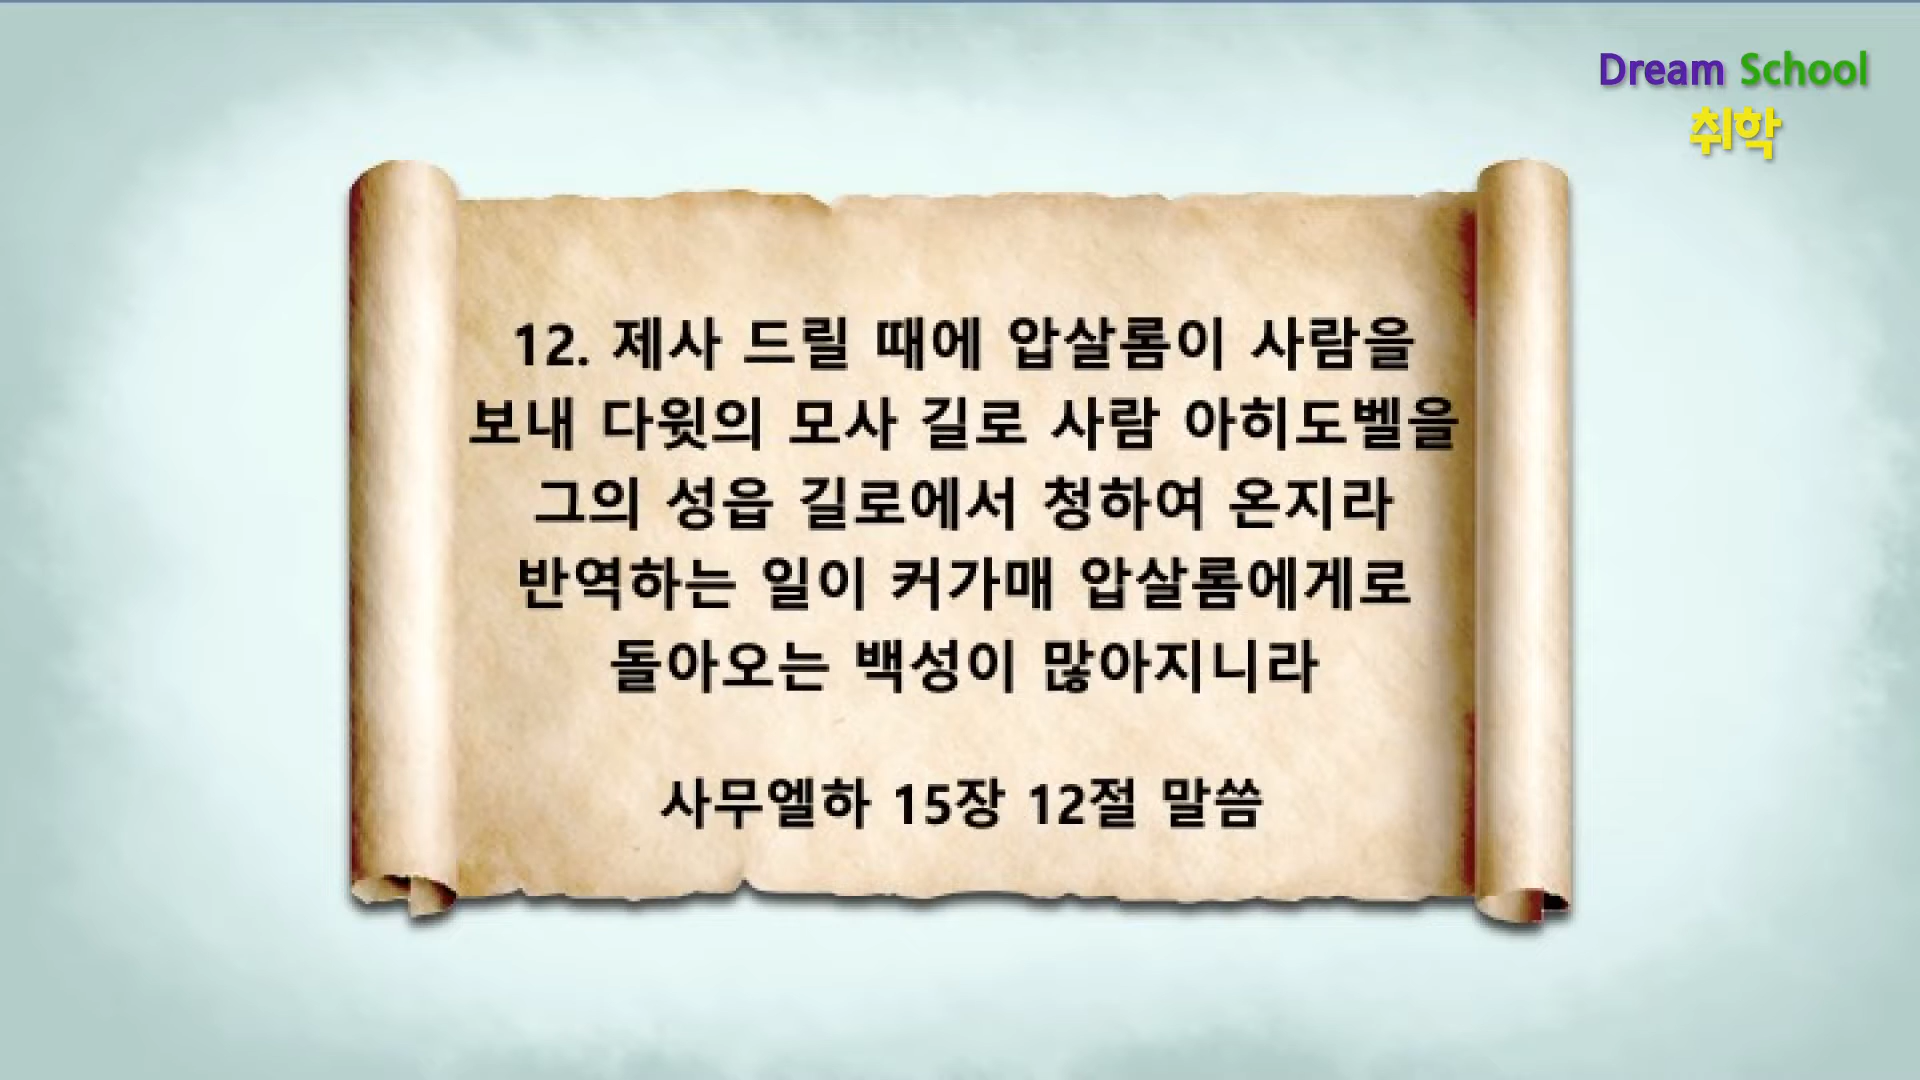 Dream School
취학
12. 제사 드릴 때에 압살롬이 사람을
보내 다윗의 모사 길로 사람 아히도벨을
그의 성읍 길로에서 청하여 온지라
반역하는 일이 커가매 압살롬에게로
돌아오는 백성이 많아지니라
사무엘하 15장 12절 말씀